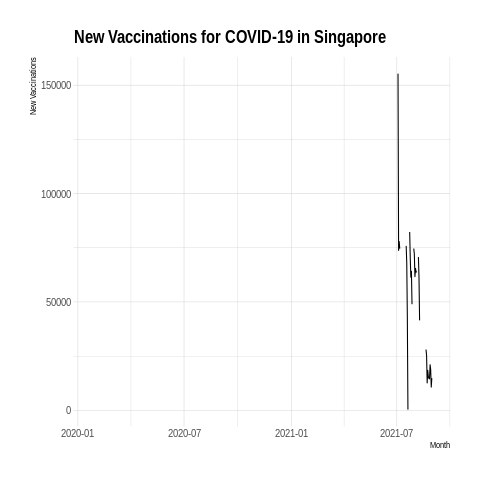 New Vaccinations for COVID-19 in Singapore
New Vaccinations
150000
100000
50000
0
2020-01 2020-07 2021-01 2021-07
Month